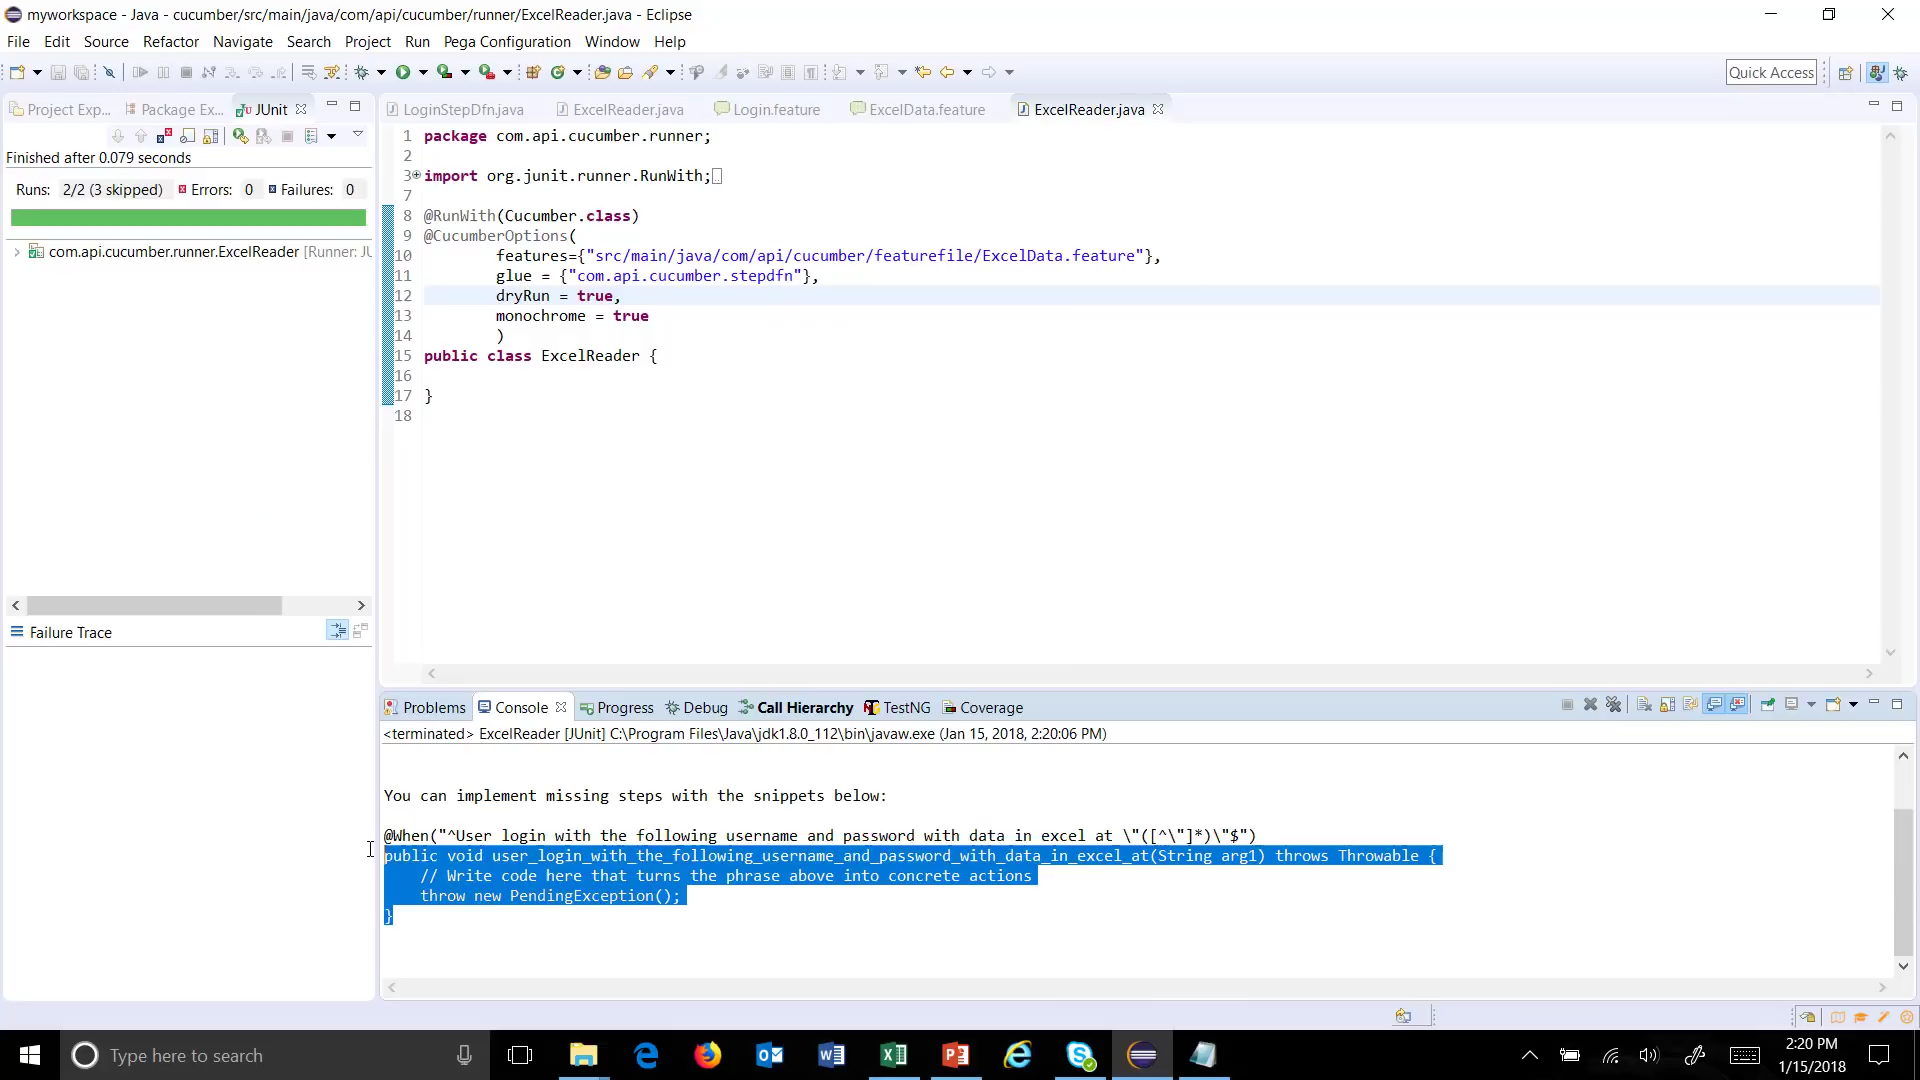 myworkspace - Java - cucumber/src/main/java/com/api/cucumber/runner/ExcelReader.java - Eclipse
File Edit Source Refactor Navigate Search Project Run Pega Configuration Window Help
Quick Access
Project Exp... Package Ex... JUnit
LoginStepDfn.java ExcelReader.java Login.feature ExcelData.feature ExcelReader.java
Finished after 0.079 seconds
Runs: 2/2 (3 skipped) Errors: 0 Failures: 0
com.api.cucumber.runner.ExcelReader [Runner: JU
Failure Trace
1 package com.api.cucumber.runner;
2
3 import org.junit.runner.RunWith;
7
8 @RunWith(Cucumber.class)
9 @CucumberOptions(
10 features={"src/main/java/com/api/cucumber/featurefile/ExcelData.feature"},
11 glue = {"com.api.cucumber.stepdfn"},
12 dryRun = true,
13 monochrome = true
14 )
15 public class ExcelReader {
16
17 }
18
Problems Console Progress Debug Call Hierarchy TestNG Coverage
<terminated> ExcelReader [JUnit] C:\Program Files\Java\jdk1.8.0_112\bin\javaw.exe (Jan 15, 2018, 2:20:06 PM)
You can implement missing steps with the snippets below:
@When("^User login with the following username and password with data in excel at \"([^\"]*)\"$")
public void user_login_with_the_following_username_and_password_with_data_in_excel_at(String arg1) throws Throwable {
// Write code here that turns the phrase above into concrete actions
throw new PendingException();
}
Type here to search
2:20 PM
1/15/2018